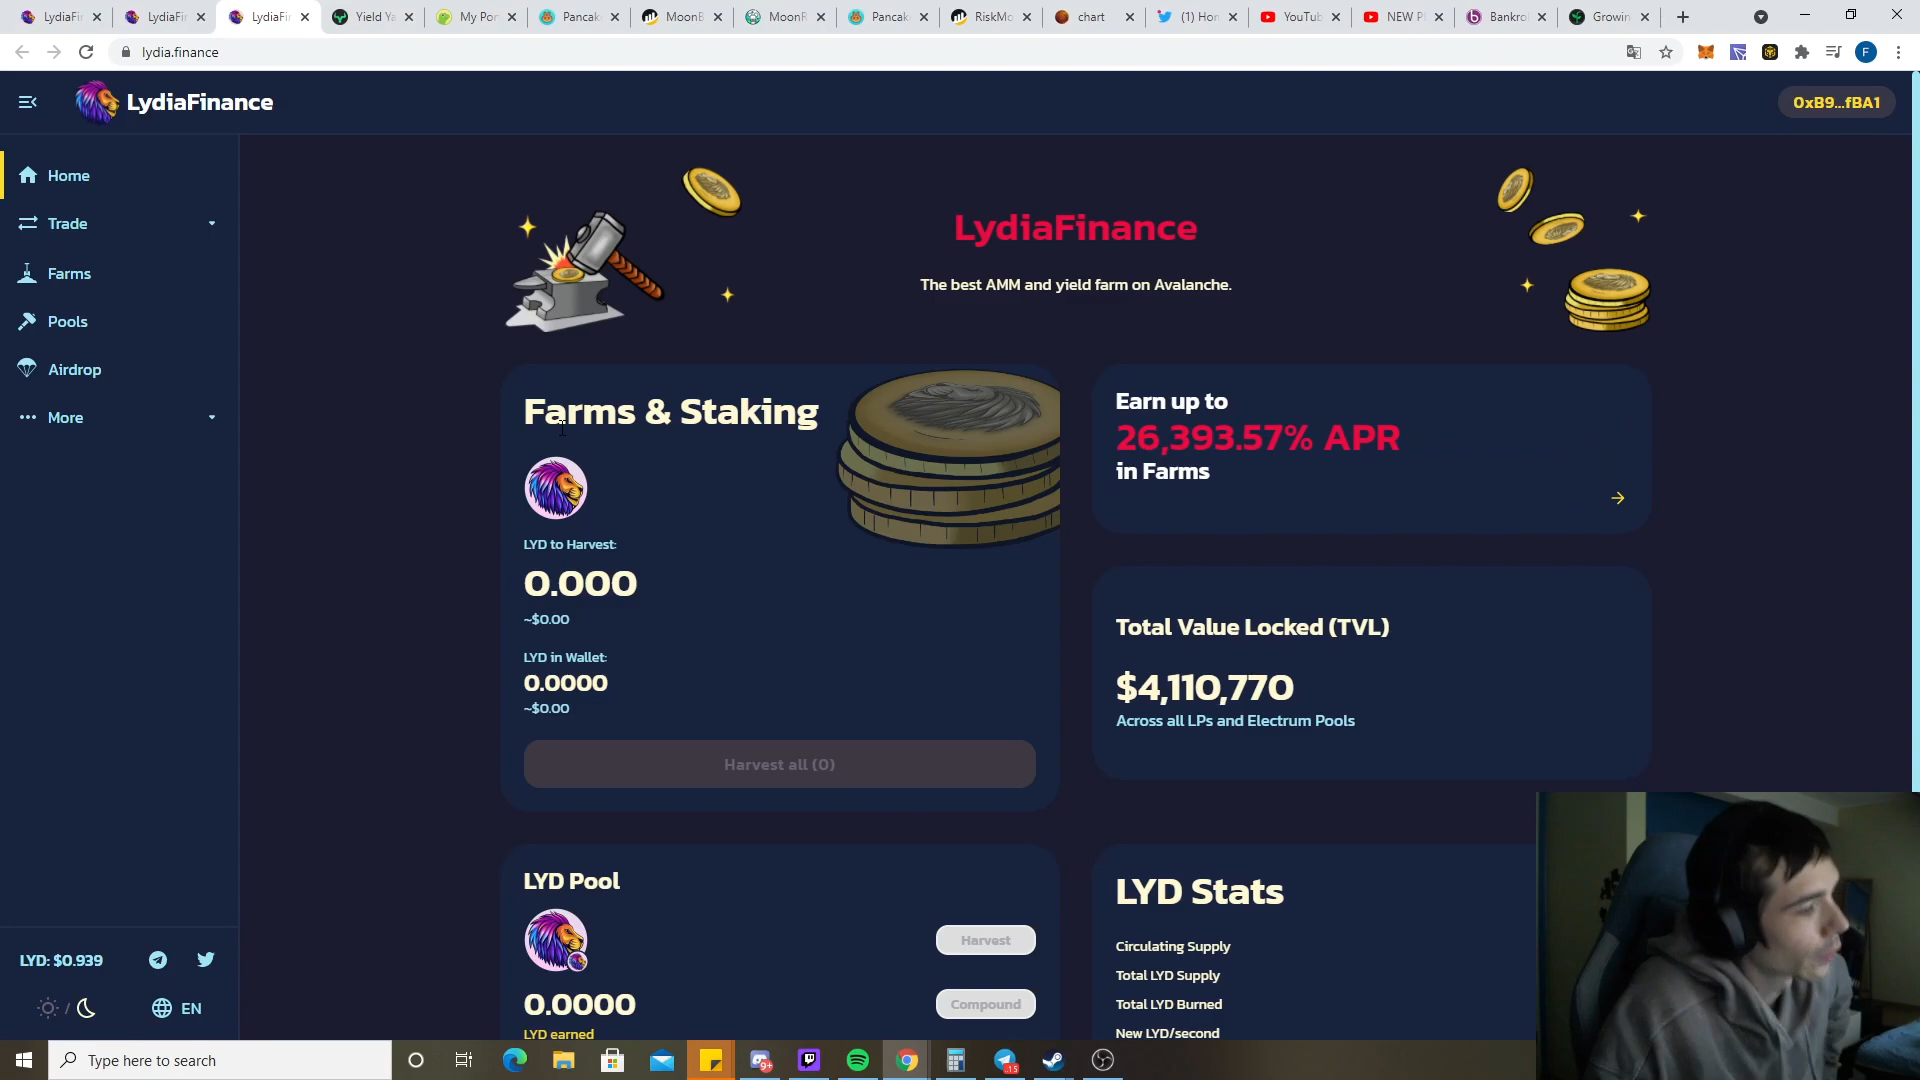 LydiaFi
LydiaFi
LydiaFi
Yield Ya
My Por
Pancak
MoonB
MoonR
Pancak
RiskMo
chart
(1) Hon
YouTub
NEW P
Bankro
Growin
lydia.finance
F
LydiaFinance
0xB9...fBA1
Home
Trade
Farms
Pools
Airdrop
More
LydiaFinance
The best AMM and yield farm on Avalanche.
Farms & Staking
LYD to Harvest:
0.000
~$0.00
LYD in Wallet:
0.0000
~$0.00
Harvest all (0)
Earn up to
26,393.57% APR
in Farms
Total Value Locked (TVL)
$4,110,770
Across all LPs and Electrum Pools
LYD Pool
Harvest
0.0000
Compound
LYD earned
LYD Stats
Circulating Supply
Total LYD Supply
Total LYD Burned
New LYD/second
LYD: $0.939
/
EN
Type here to search
9+
15